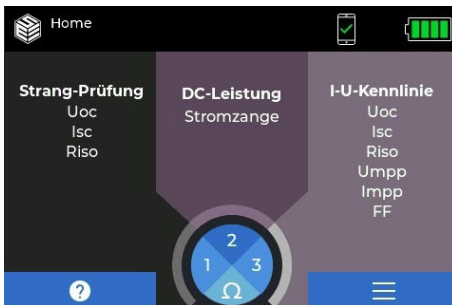 Home
Strang-Prüfung
Uoc
Isc
Riso
DC-Leistung
Stromzange
I-U-Kennlinie
Uoc
Isc
Riso
Umpp
Impp
FF
2
1 3
Ω
?